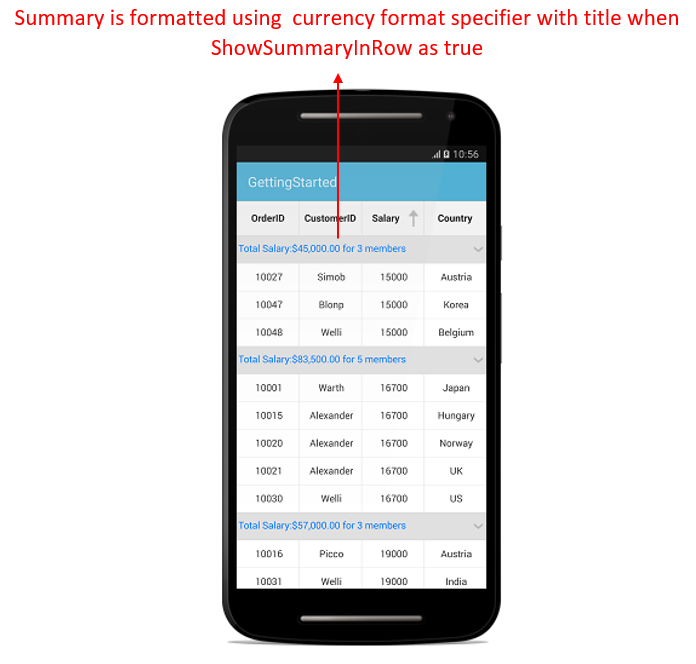 Summary is formatted using  currency format specifier with title when
ShowSummaryInRow as true
10:56
GettingStarted
OrderID CustomerID Salary Country
Total Salary:$45,000.00 for 3 members
10027 Simob 15000 Austria
10047 Blonp 15000 Korea
10048 Welli 15000 Belgium
Total Salary:$83,500.00 for 5 members
10001 Warth 16700 Japan
10015 Alexander 16700 Hungary
10020 Alexander 16700 Norway
10021 Alexander 16700 UK
10030 Welli 16700 US
Total Salary:$57,000.00 for 3 members
10016 Picco 19000 Austria
10031 Welli 19000 India